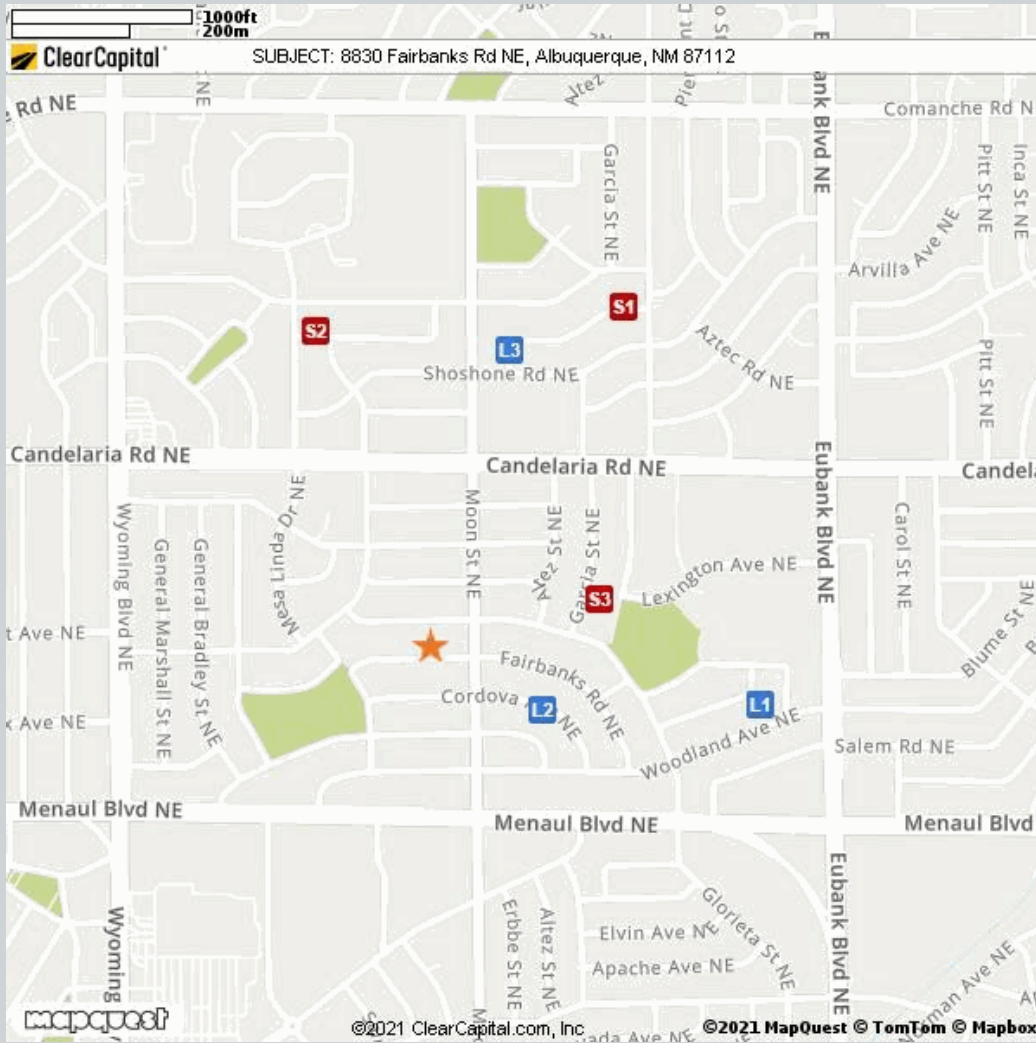 1000ft
200m
ClearCapital
SUBJECT: 8830 Fairbanks Rd NE, Albuquerque, NM 87112
NE
Altez
Rd NE
Comanche Rd N
ank Blvd NE
Garcia St NE
Pitt St NE
Inca St NE
Arvilla Ave NE
S1
S2
L3
Shoshone Rd NE
Aztec Rd NE
Pitt St NE
Candelaria Rd NE
Candelaria Rd NE
Eubank Blvd NE
Mesa Linda Dr NE
Moon St NE
Wyoming Blvd NE
General Marshall St NE
General Bradley St NE
Altez St NE
Garcia St NE
Carol St NE
Lexington Ave NE
S3
t Ave NE
Blume St NE
Fairbanks Rd NE
Cordova
NE
L2
L1
x Ave NE
Woodland Ave NE
Salem Rd NE
Menaul Blvd NE
Menaul Blvd NE
Menaul Blvd
Eubank Blvd NE
Wyoming
Erbbe St NE
Altez St NE
Glorieta St NE
Elvin Ave NE
Apache Ave NE
mapquest
©2021 ClearCapital.com, Inc
©2021 MapQuest © TomTom © Mapbox